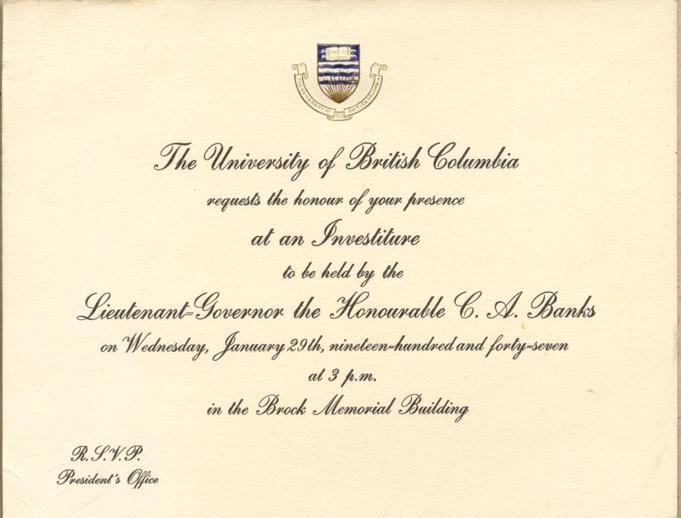 The University of British Columbia
requests the honour of your presence
at an Investiture
to be held by the
Lieutenant=Governor the Honourable C. A. Banks
on Wednesday, January 29th, nineteen=hundred and forty=seven
at 3 p.m.
in the Brock Memorial Building
R.S.V.P.
President's Office